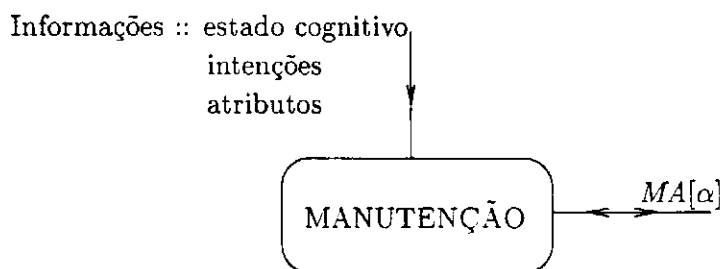 Informações :: estado cognitivo
intenções
atributos
MANUTENÇÃO
MA[α]